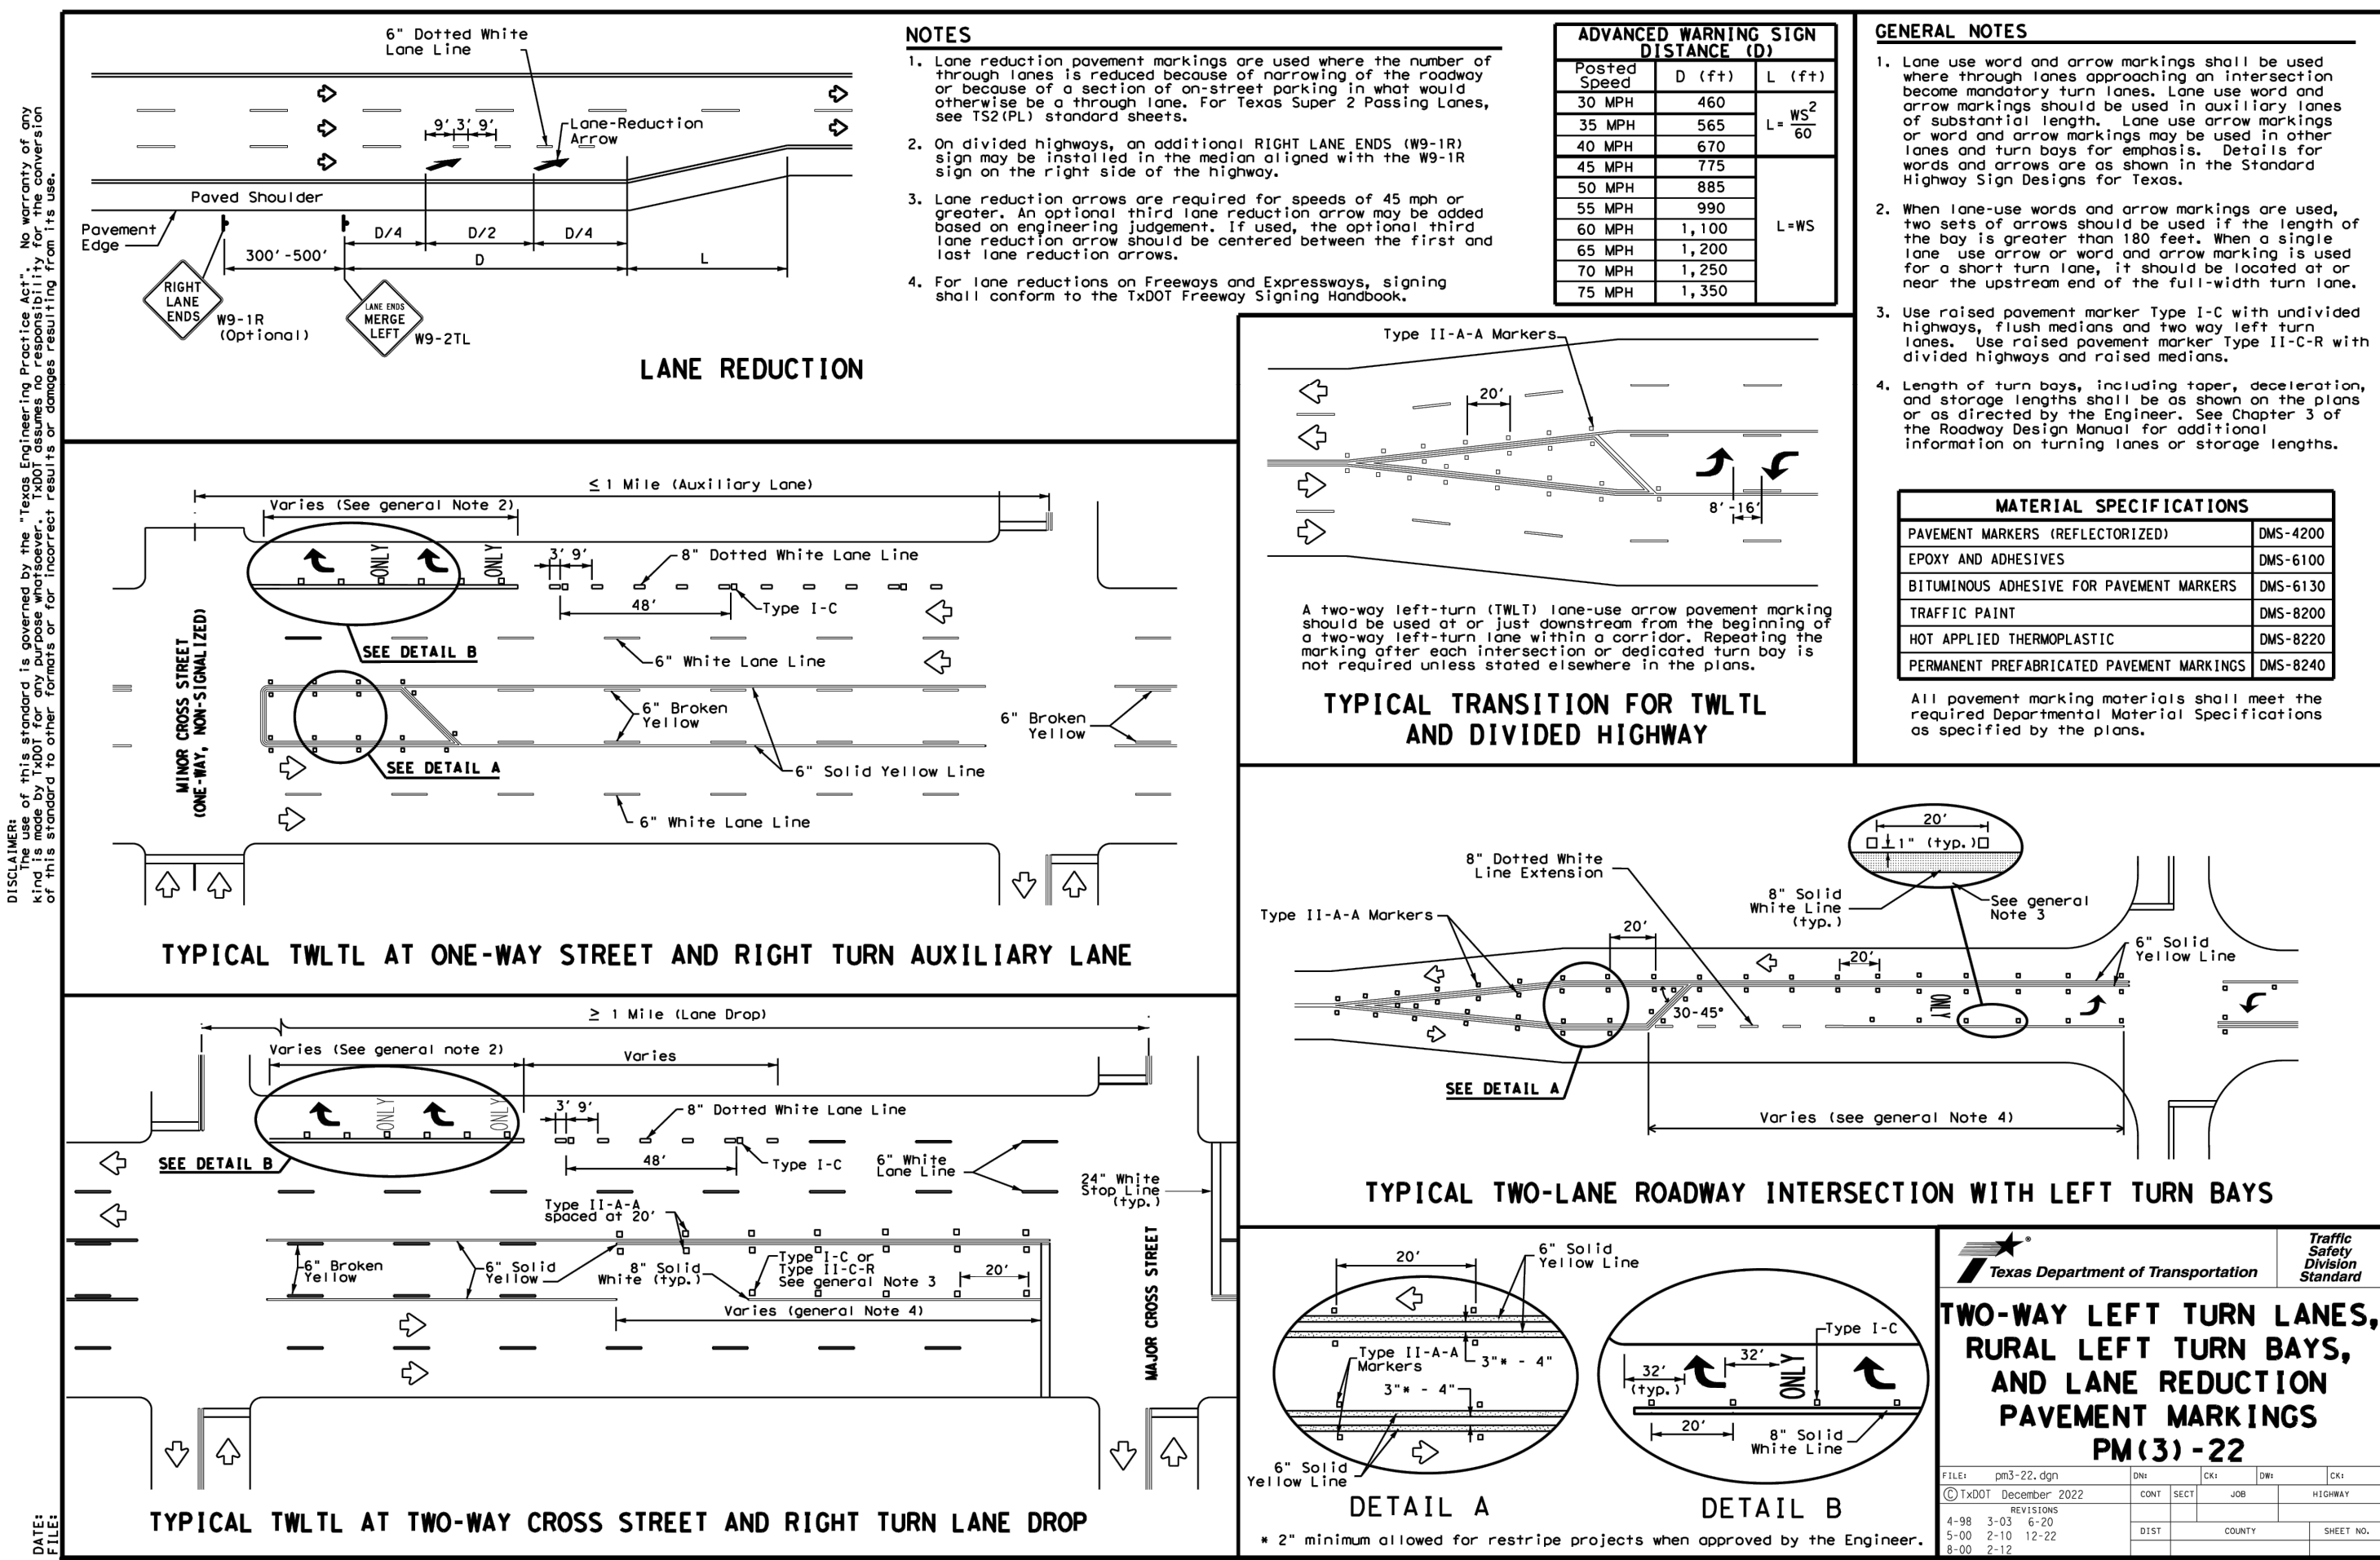 DISCLAIMER:
The use of this standard is governed by the "Texas Engineering Practice Act". No warranty of any
kind is made by TxDOT for any purpose whatsoever. TxDOT assumes no responsibility for the conversion
of this standard to other formats or for incorrect results or damages resulting from its use.
DATE:
FILE:
6" Dotted White
Lane Line
9' 3' 9'
Lane-Reduction
Arrow
Paved Shoulder
Pavement
Edge
D/4
D/2
D/4
300'-500'
D
L
RIGHT
LANE
ENDS
W9-1R
(Optional)
LANE ENDS
MERGE
LEFT
W9-2TL
LANE REDUCTION
NOTES
1. Lane reduction pavement markings are used where the number of
through lanes is reduced because of narrowing of the roadway
or because of a section of on-street parking in what would
otherwise be a through lane. For Texas Super 2 Passing Lanes,
see TS2(PL) standard sheets.
2. On divided highways, an additional RIGHT LANE ENDS (W9-1R)
sign may be installed in the median aligned with the W9-1R
sign on the right side of the highway.
3. Lane reduction arrows are required for speeds of 45 mph or
greater. An optional third lane reduction arrow may be added
based on engineering judgement. If used, the optional third
lane reduction arrow should be centered between the first and
last lane reduction arrows.
4. For lane reductions on Freeways and Expressways, signing
shall conform to the TxDOT Freeway Signing Handbook.
ADVANCED WARNING SIGN
DISTANCE (D)
Posted
Speed
D (ft)
L (ft)
30 MPH 460
35 MPH 565
40 MPH 670
L= WS²
60
45 MPH 775
50 MPH 885
55 MPH 990
60 MPH 1,100
65 MPH 1,200
70 MPH 1,250
75 MPH 1,350
L=WS
GENERAL NOTES
1. Lane use word and arrow markings shall be used
where through lanes approaching an intersection
become mandatory turn lanes. Lane use word and
arrow markings should be used in auxiliary lanes
of substantial length. Lane use arrow markings
or word and arrow markings may be used in other
lanes and turn bays for emphasis. Details for
words and arrows are as shown in the Standard
Highway Sign Designs for Texas.
2. When lane-use words and arrow markings are used,
two sets of arrows should be used if the length of
the bay is greater than 180 feet. When a single
lane use arrow or word and arrow marking is used
for a short turn lane, it should be located at or
near the upstream end of the full-width turn lane.
3. Use raised pavement marker Type I-C with undivided
highways, flush medians and two way left turn
lanes. Use raised pavement marker Type II-C-R with
divided highways and raised medians.
4. Length of turn bays, including taper, deceleration,
and storage lengths shall be as shown on the plans
or as directed by the Engineer. See Chapter 3 of
the Roadway Design Manual for additional
information on turning lanes or storage lengths.
MATERIAL SPECIFICATIONS
PAVEMENT MARKERS (REFLECTORIZED) DMS-4200
EPOXY AND ADHESIVES DMS-6100
BITUMINOUS ADHESIVE FOR PAVEMENT MARKERS DMS-6130
TRAFFIC PAINT DMS-8200
HOT APPLIED THERMOPLASTIC DMS-8220
PERMANENT PREFABRICATED PAVEMENT MARKINGS DMS-8240
All pavement marking materials shall meet the
required Departmental Material Specifications
as specified by the plans.
Type II-A-A Markers
20'
8'-16'
A two-way left-turn (TWLT) lane-use arrow pavement marking
should be used at or just downstream from the beginning of
a two-way left-turn lane within a corridor. Repeating the
marking after each intersection or dedicated turn bay is
not required unless stated elsewhere in the plans.
TYPICAL TRANSITION FOR TWLTL
AND DIVIDED HIGHWAY
≤ 1 Mile (Auxiliary Lane)
Varies (See general Note 2)
ONLY
ONLY
3' 9'
8" Dotted White Lane Line
48'
Type I-C
SEE DETAIL B
6" White Lane Line
MINOR CROSS STREET
(ONE-WAY, NON-SIGNALIZED)
6" Broken
Yellow
6" Broken
Yellow
SEE DETAIL A
6" Solid Yellow Line
6" White Lane Line
TYPICAL TWLTL AT ONE-WAY STREET AND RIGHT TURN AUXILIARY LANE
20'
1" (typ.)
8" Dotted White
Line Extension
8" Solid
White Line
(typ.)
See general
Note 3
Type II-A-A Markers
20'
20'
6" Solid
Yellow Line
ONLY
30-45°
SEE DETAIL A
Varies (see general Note 4)
TYPICAL TWO-LANE ROADWAY INTERSECTION WITH LEFT TURN BAYS
≥ 1 Mile (Lane Drop)
Varies (See general note 2)
Varies
ONLY
ONLY
3' 9'
8" Dotted White Lane Line
SEE DETAIL B
48'
Type I-C
6" White
Lane Line
24" White
Stop Line
(typ.)
Type II-A-A
spaced at 20'
6" Broken
Yellow
6" Solid
Yellow
8" Solid
White (typ.)
Type I-C or
Type II-C-R
See general Note 3
20'
Varies (general Note 4)
MAJOR CROSS STREET
TYPICAL TWLTL AT TWO-WAY CROSS STREET AND RIGHT TURN LANE DROP
20'
6" Solid
Yellow Line
Type II-A-A
Markers
3"* - 4"
3"* - 4"
6" Solid
Yellow Line
DETAIL A
Type I-C
32'
(typ.)
32'
ONLY
20'
8" Solid
White Line
DETAIL B
* 2" minimum allowed for restripe projects when approved by the Engineer.
®
Texas Department of Transportation
Traffic
Safety
Division
Standard
TWO-WAY LEFT TURN LANES,
RURAL LEFT TURN BAYS,
AND LANE REDUCTION
PAVEMENT MARKINGS
PM(3)-22
FILE: pm3-22.dgn DN: CK: DW: CK:
© TxDOT December 2022 CONT SECT JOB HIGHWAY
REVISIONS
4-98 3-03 6-20
5-00 2-10 12-22
8-00 2-12
DIST COUNTY SHEET NO.